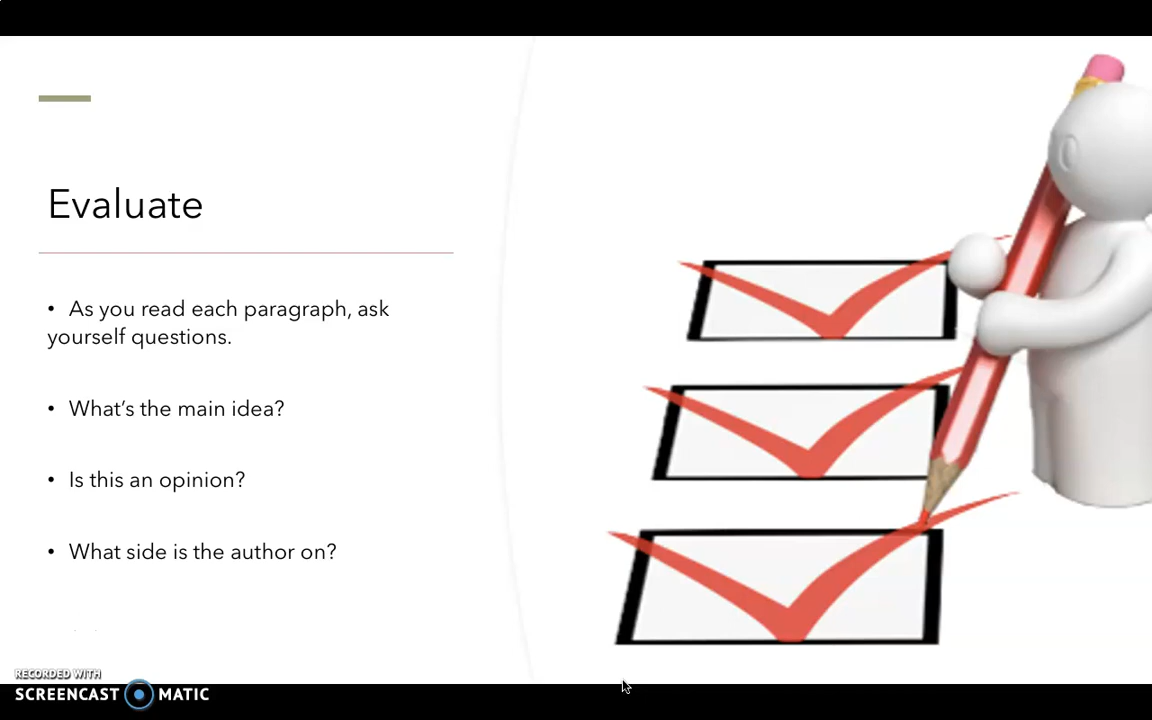 Evaluate
• As you read each paragraph, ask
yourself questions.
• What's the main idea?
• Is this an opinion?
• What side is the author on?
RECORDED WITH
SCREENCAST MATIC